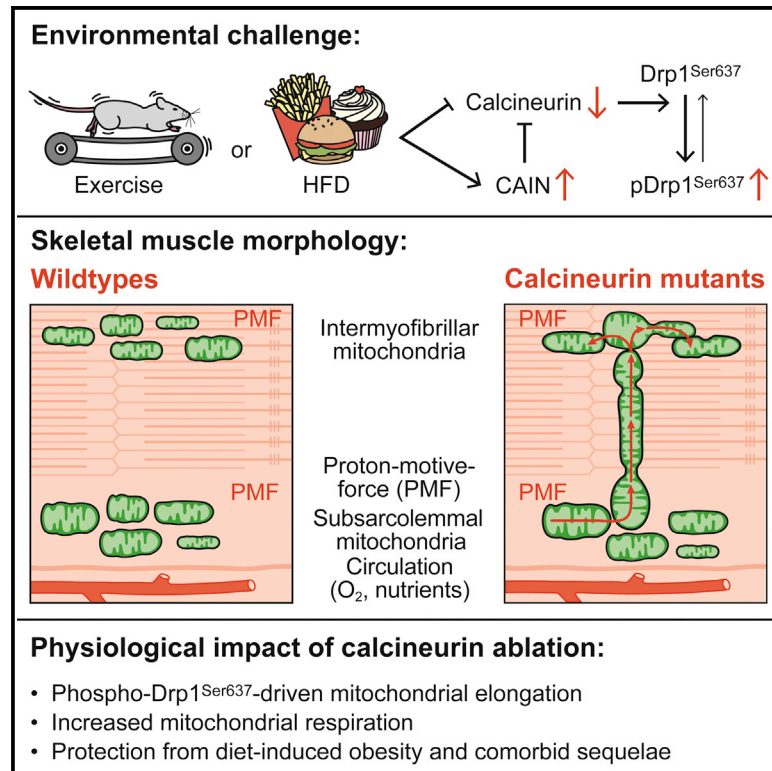 Environmental challenge:
Exercise
or
HFD
Calcineurin ↓
CAIN ↑
Drp1Ser637
pDrp1Ser637 ↑
Skeletal muscle morphology:
Wildtypes
Calcineurin mutants
PMF
PMF
Intermyofibrillar
mitochondria
Proton-motive-
force (PMF)
Subsarcolemmal
mitochondria
Circulation
(O₂, nutrients)
PMF
PMF
Physiological impact of calcineurin ablation:
• Phospho-Drp1Ser637-driven mitochondrial elongation
• Increased mitochondrial respiration
• Protection from diet-induced obesity and comorbid sequelae